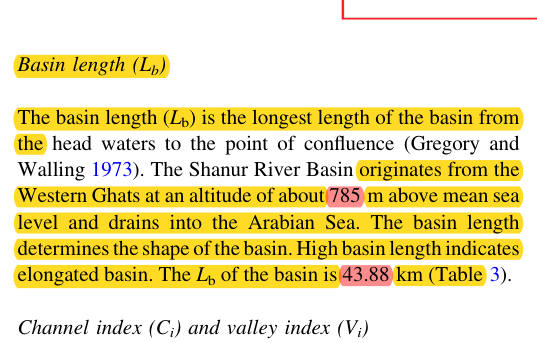 Basin length (Lb)
The basin length (Lb) is the longest length of the basin from
the head waters to the point of confluence (Gregory and
Walling 1973). The Shanur River Basin originates from the
Western Ghats at an altitude of about 785 m above mean sea
level and drains into the Arabian Sea. The basin length
determines the shape of the basin. High basin length indicates
elongated basin. The Lb of the basin is 43.88 km (Table 3).
Channel index (Ci) and valley index (Vi)